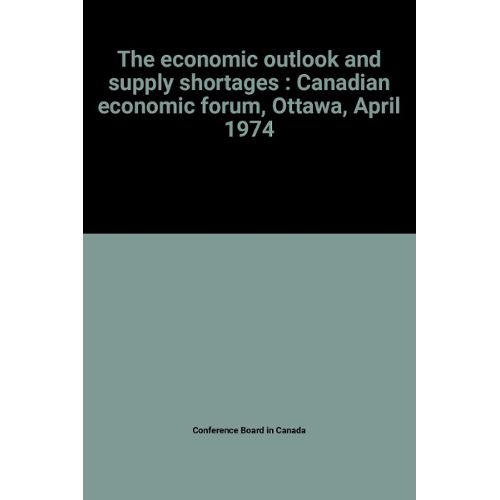 The economic outlook and
supply shortages : Canadian
economic forum, Ottawa, April
1974
Conference Board in Canada